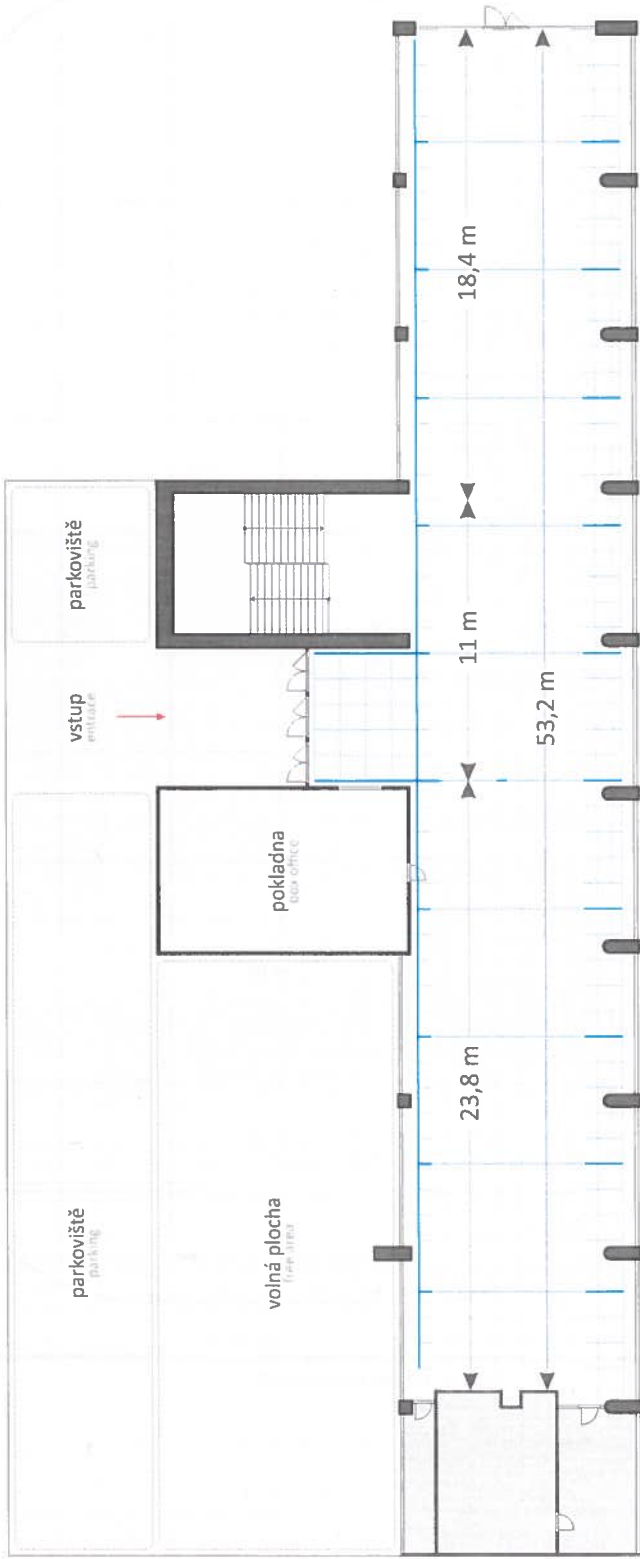 parkoviště
parking
vstup
entrace
parkoviště
parking
pokladna
box office
volná plocha
free area
18,4 m
11 m
53,2 m
23,8 m